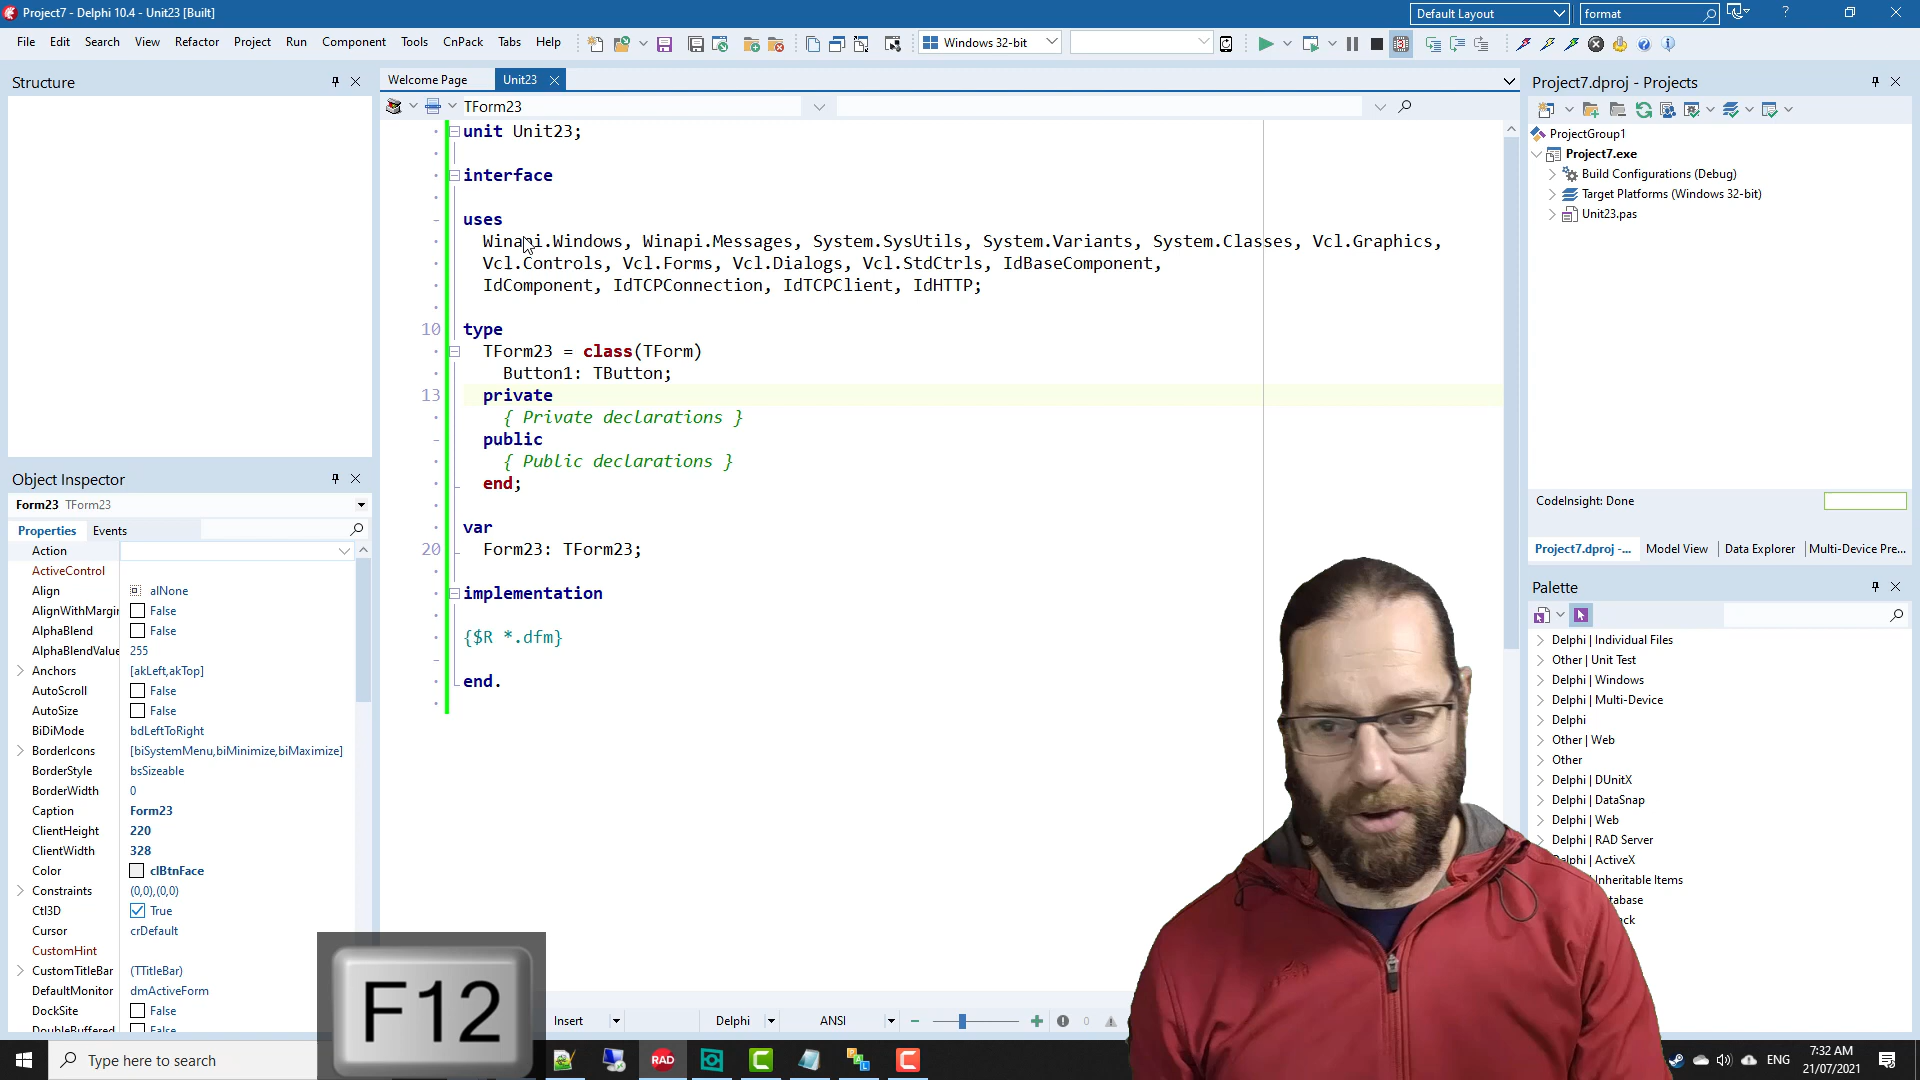 Project7 - Delphi 10.4 - Unit23 [Built]
Default Layout
format
File Edit Search View Refactor Project Run Component Tools CnPack Tabs Help
Windows 32-bit
Structure
Welcome Page
Unit23
TForm23
unit Unit23;
interface
uses
Winapi.Windows, Winapi.Messages, System.SysUtils, System.Variants, System.Classes, Vcl.Graphics,
Vcl.Controls, Vcl.Forms, Vcl.Dialogs, Vcl.StdCtrls, IdBaseComponent,
IdComponent, IdTCPConnection, IdTCPClient, IdHTTP;
10 type
TForm23 = class(TForm)
Button1: TButton;
13 private
{ Private declarations }
public
{ Public declarations }
end;
var
20 Form23: TForm23;
implementation
{$R *.dfm}
end.
Object Inspector
Form23 TForm23
Properties Events
Action
ActiveControl
Align alNone
AlignWithMargin False
AlphaBlend False
AlphaBlendValue 255
Anchors [akLeft,akTop]
AutoScroll False
AutoSize False
BiDiMode bdLeftToRight
BorderIcons [biSystemMenu,biMinimize,biMaximize]
BorderStyle bsSizeable
BorderWidth 0
Caption Form23
ClientHeight 220
ClientWidth 328
Color clBtnFace
Constraints (0,0),(0,0)
Ctl3D True
Cursor crDefault
CustomHint
CustomTitleBar (TTitleBar)
DefaultMonitor dmActiveForm
DockSite False
DoubleBuffered False
Project7.dproj - Projects
ProjectGroup1
Project7.exe
Build Configurations (Debug)
Target Platforms (Windows 32-bit)
Unit23.pas
CodeInsight: Done
Project7.dproj -... Model View Data Explorer Multi-Device Pre...
Palette
Delphi | Individual Files
Other | Unit Test
Delphi | Windows
Delphi | Multi-Device
Delphi
Other | Web
Other
Delphi | DUnitX
Delphi | DataSnap
Delphi | Web
Delphi | RAD Server
Delphi | ActiveX
Inheritable Items
F12
Insert
Delphi
ANSI
0
Type here to search
RAD
ENG
7:32 AM
21/07/2021